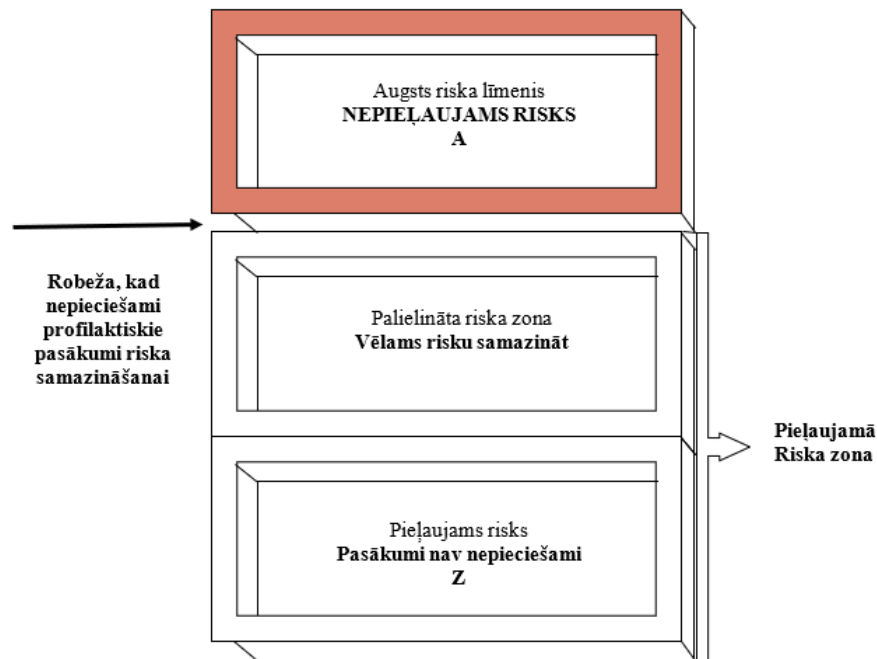 Augsts riska līmenis
NEPIEĻAUJAMS RISKS
A
Robeža, kad
nepieciešami
profilaktiskie
pasākumi riska
samazināšanai
Palielināta riska zona
Vēlams risku samazināt
Pieļaujamā
Riska zona
Pieļaujams risks
Pasākumi nav nepieciešami
Z